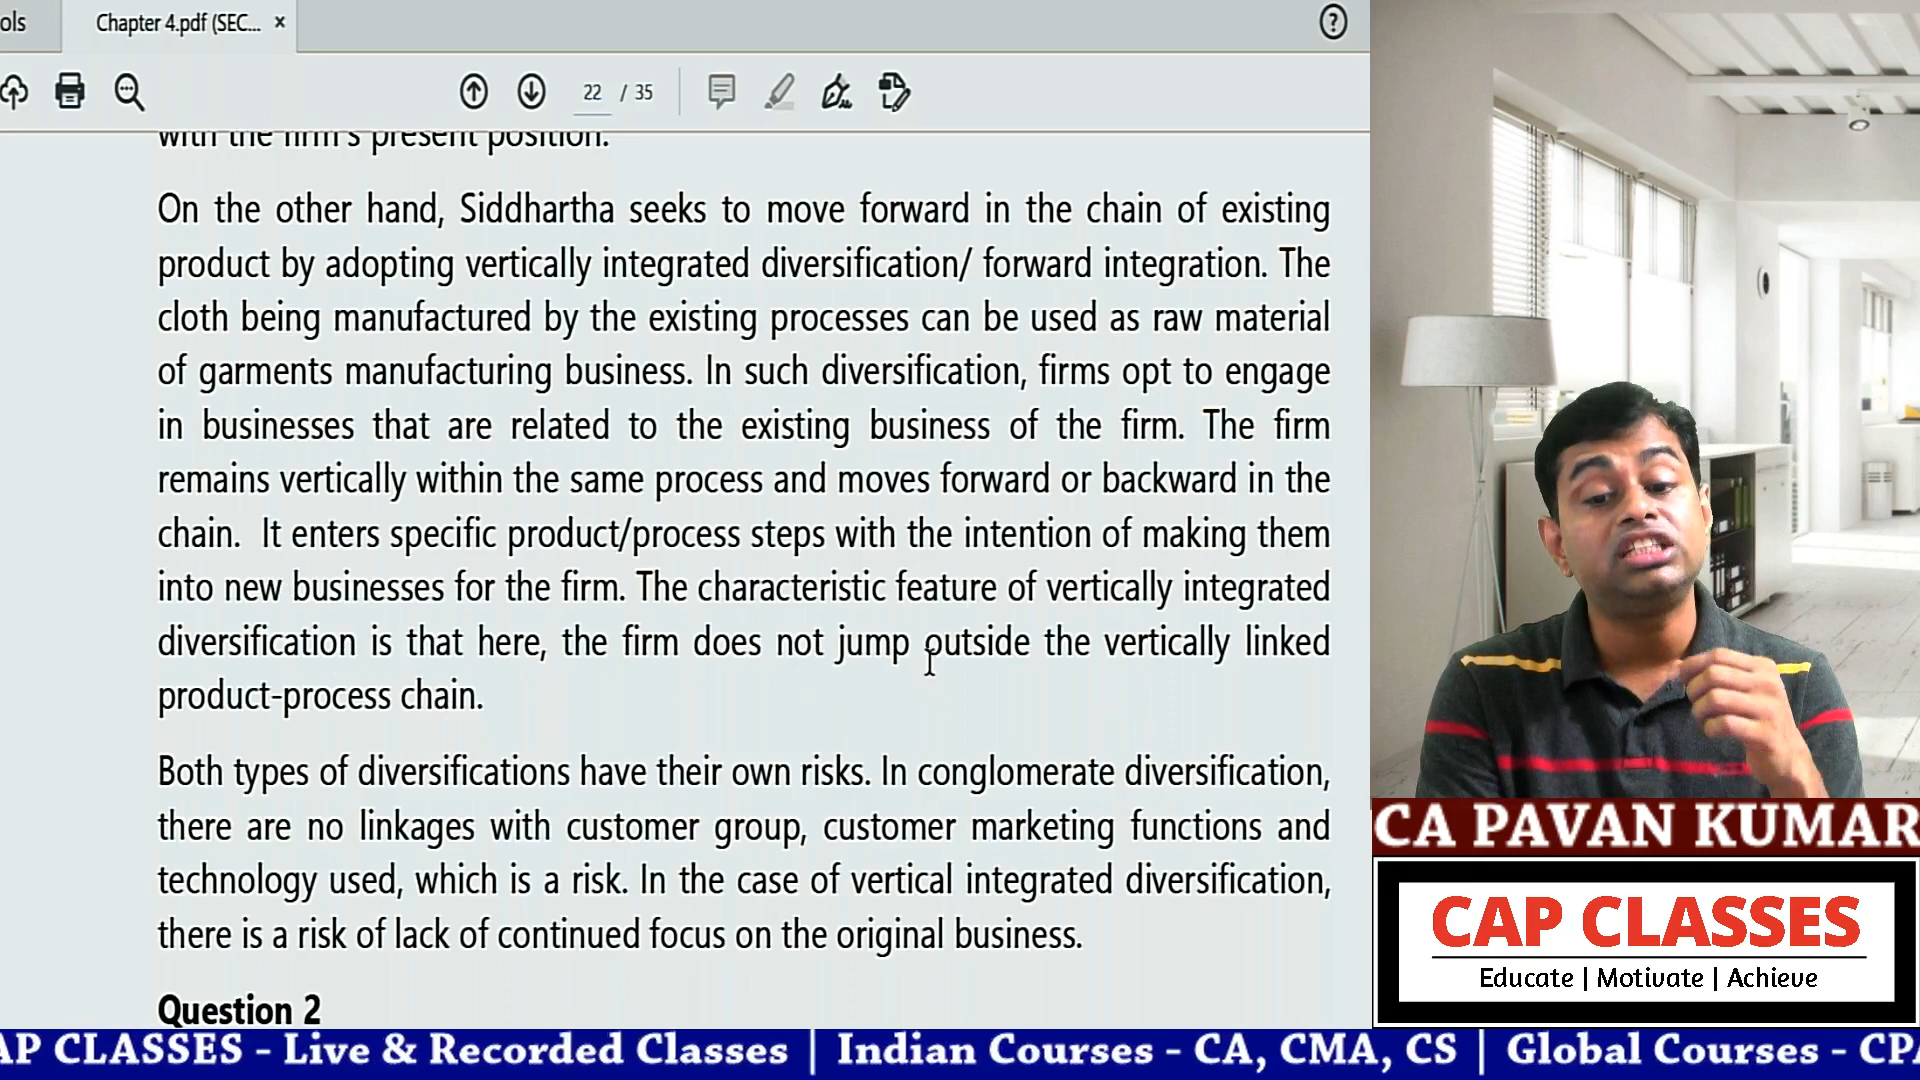 ols
Chapter 4.pdf (SEC... ×
?
22 / 35
with the firm's present position.
On the other hand, Siddhartha seeks to move forward in the chain of existing
product by adopting vertically integrated diversification/ forward integration. The
cloth being manufactured by the existing processes can be used as raw material
of garments manufacturing business. In such diversification, firms opt to engage
in businesses that are related to the existing business of the firm. The firm
remains vertically within the same process and moves forward or backward in the
chain. It enters specific product/process steps with the intention of making them
into new businesses for the firm. The characteristic feature of vertically integrated
diversification is that here, the firm does not jump outside the vertically linked
product-process chain.
Both types of diversifications have their own risks. In conglomerate diversification,
there are no linkages with customer group, customer marketing functions and
technology used, which is a risk. In the case of vertical integrated diversification,
there is a risk of lack of continued focus on the original business.
Question 2
CA PAVAN KUMAR
CAP CLASSES
Educate | Motivate | Achieve
AP CLASSES - Live & Recorded Classes | Indian Courses - CA, CMA, CS | Global Courses - CPA